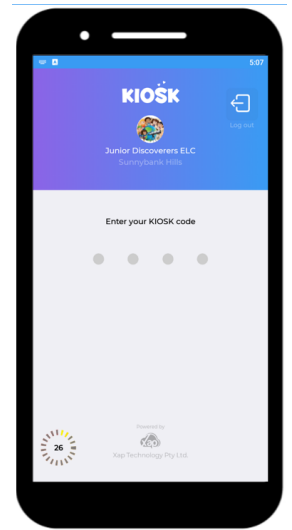 5:07
KIOSK
Log out
Junior Discoverers ELC
Sunnybank Hills
Enter your KIOSK code
Powered by
26
Xap Technology Pty Ltd.